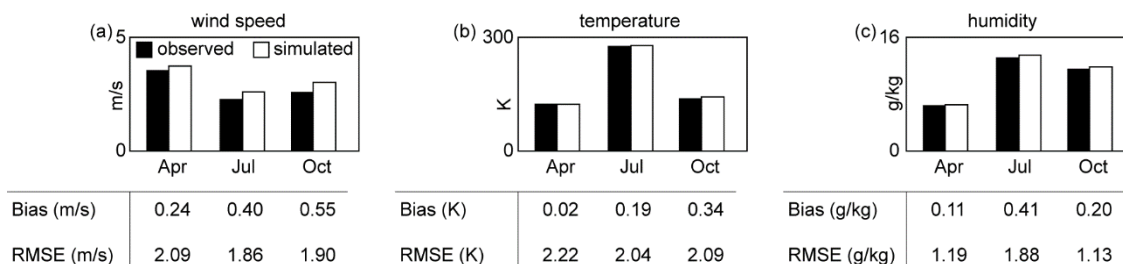 wind speed
(a)
5
observed
simulated
m/s
0
Apr Jul Oct
Bias (m/s) 0.24 0.40 0.55
RMSE (m/s) 2.09 1.86 1.90
temperature
(b)
300
K
0
Apr Jul Oct
Bias (K) 0.02 0.19 0.34
RMSE (K) 2.22 2.04 2.09
humidity
(c)
16
g/kg
0
Apr Jul Oct
Bias (g/kg) 0.11 0.41 0.20
RMSE (g/kg) 1.19 1.88 1.13